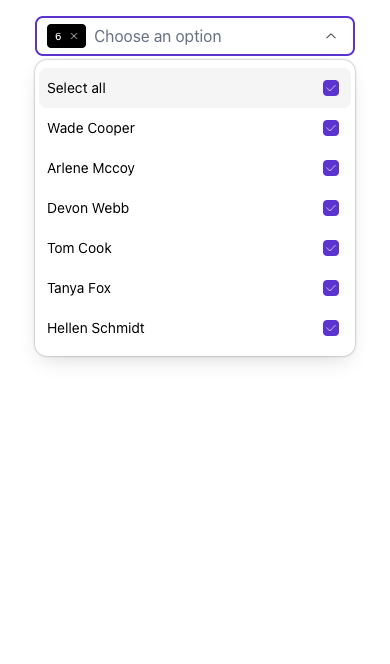 6 Choose an option
Select all
Wade Cooper
Arlene Mccoy
Devon Webb
Tom Cook
Tanya Fox
Hellen Schmidt